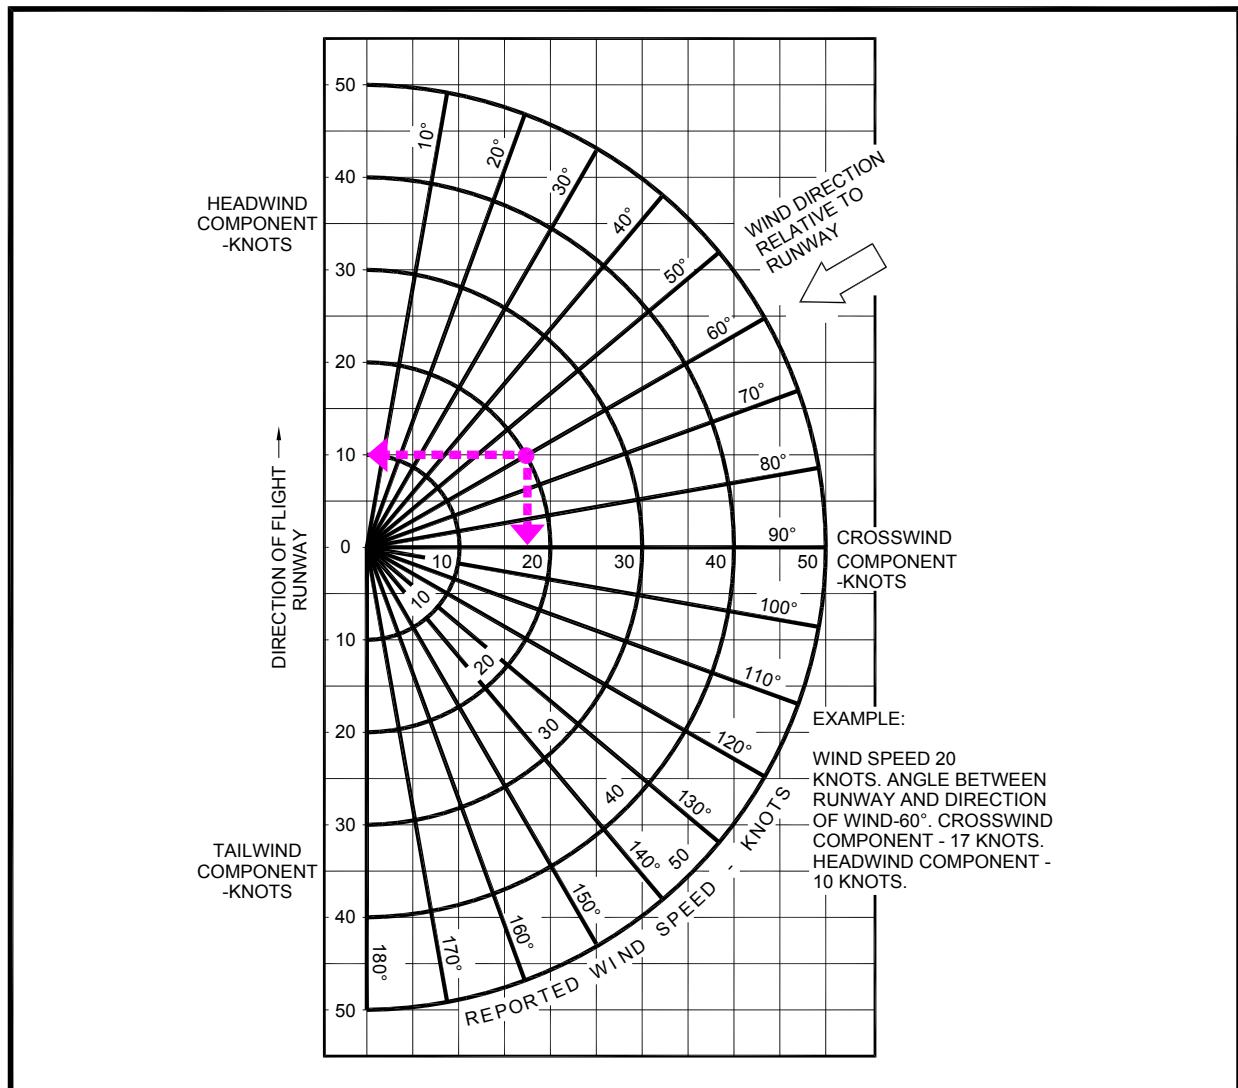 50
40
30
20
10
0
10
20
30
40
50
HEADWIND
COMPONENT
-KNOTS
DIRECTION OF FLIGHT
RUNWAY
TAILWIND
COMPONENT
-KNOTS
10°
20°
30°
40°
50°
60°
70°
80°
90°
100°
110°
120°
130°
140°
150°
160°
170°
180°
WIND DIRECTION
RELATIVE TO
RUNWAY
10 20 30 40 50
CROSSWIND
COMPONENT
-KNOTS
10
20
30
40
50
REPORTED WIND SPEED - KNOTS
EXAMPLE:
WIND SPEED 20
KNOTS. ANGLE BETWEEN
RUNWAY AND DIRECTION
OF WIND-60°. CROSSWIND
COMPONENT - 17 KNOTS.
HEADWIND COMPONENT -
10 KNOTS.